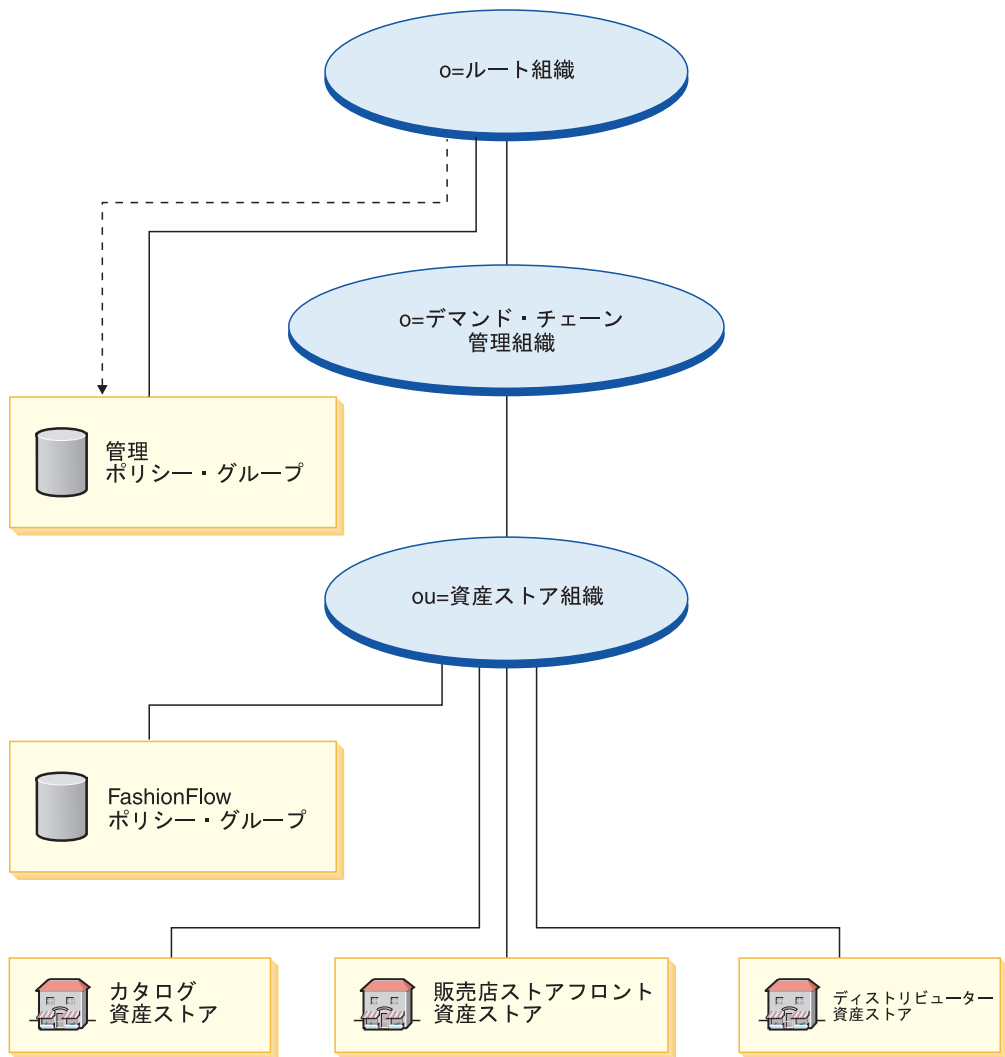 o=ルート組織
o=デマンド・チェーン
管理組織
管理
ポリシー・グループ
ou=資産ストア組織
FashionFlow
ポリシー・グループ
カタログ
資産ストア
販売店ストアフロント
資産ストア
ディストリビューター
資産ストア